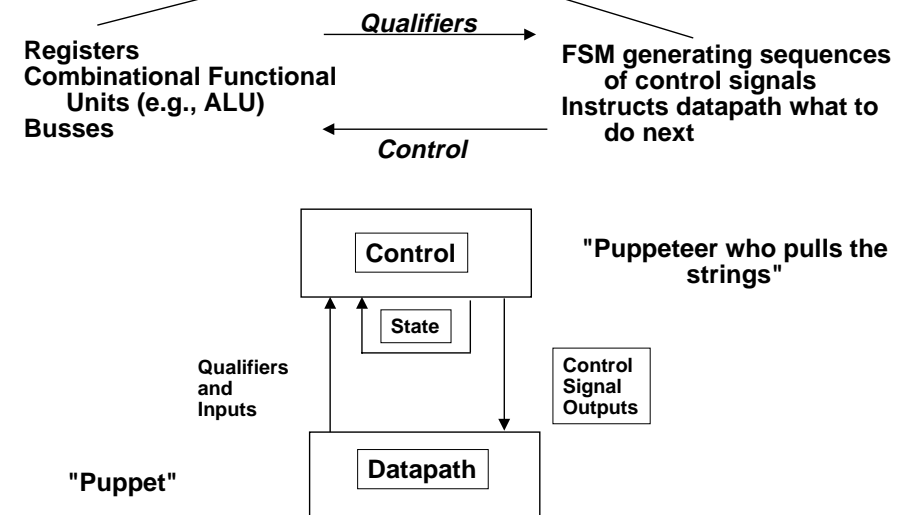 Qualifiers
Registers
Combinational Functional
Units (e.g., ALU)
Busses
FSM generating sequences
of control signals
Instructs datapath what to
do next
Control
Control
"Puppeteer who pulls the
strings"
State
Qualifiers
and
Inputs
Control
Signal
Outputs
Datapath
"Puppet"